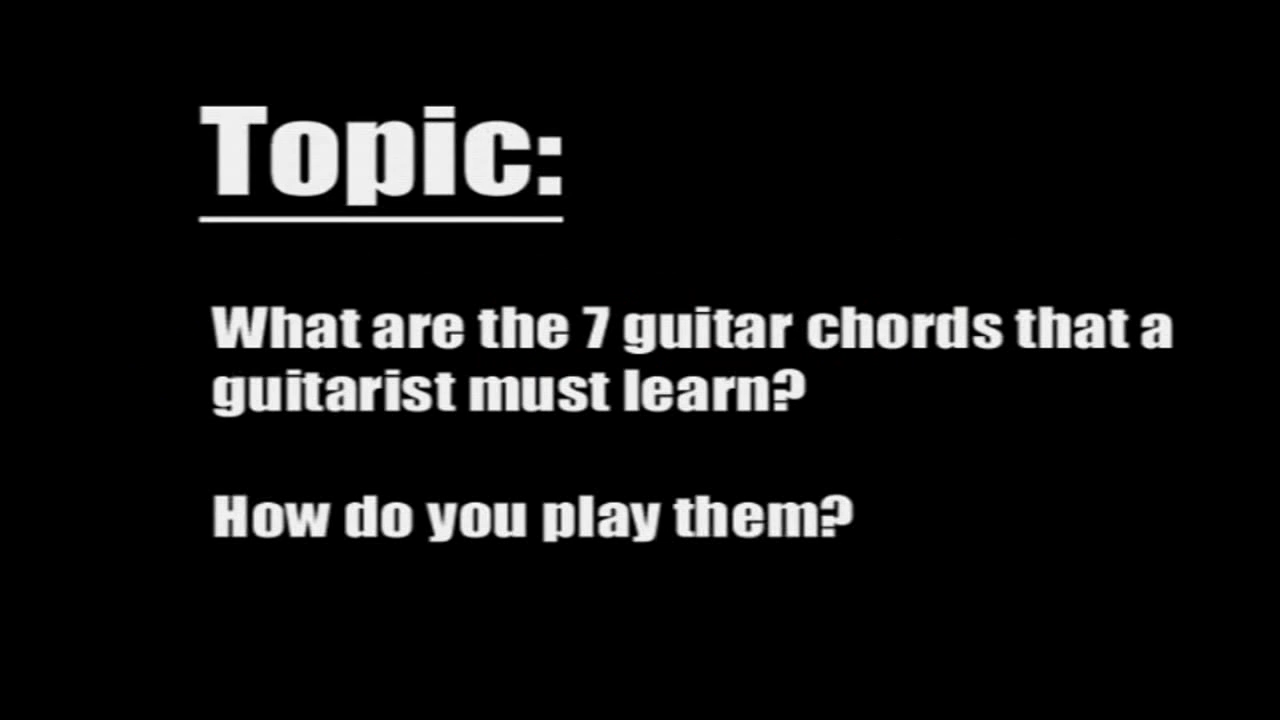 Topic:
What are the 7 guitar chords that a
guitarist must learn?
How do you play them?